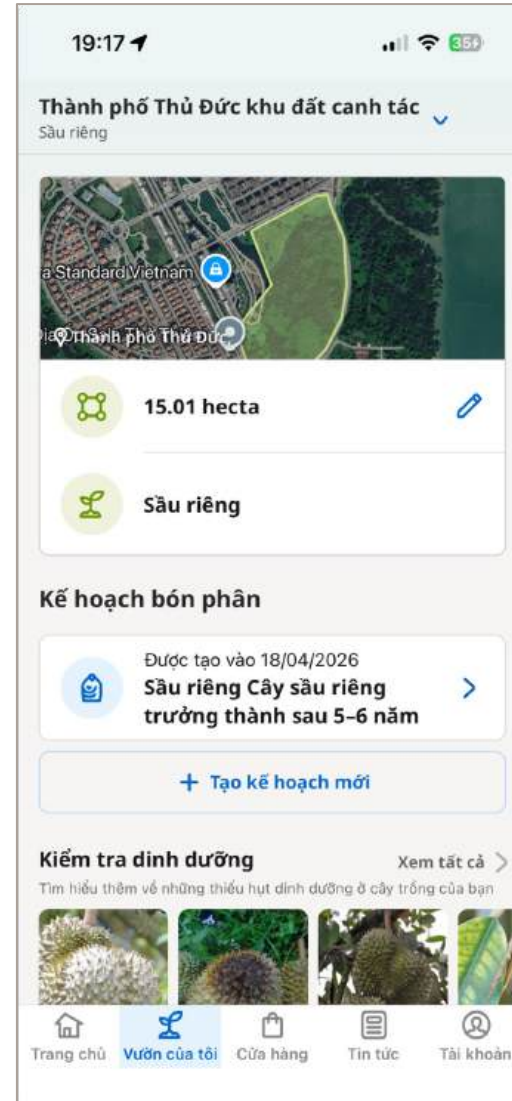 19:17
35
Thành phố Thủ Đức khu đất canh tác
Sầu riêng
a Standard Vietnam
Thành phố Thủ Đức
15.01 hecta
Sầu riêng
Kế hoạch bón phân
Được tạo vào 18/04/2026
Sầu riêng Cây sầu riêng
trưởng thành sau 5–6 năm
+ Tạo kế hoạch mới
Kiểm tra dinh dưỡng
Xem tất cả
Tìm hiểu thêm về những thiếu hụt dinh dưỡng ở cây trồng của bạn
Trang chủ
Vườn của tôi
Cửa hàng
Tin tức
Tài khoản